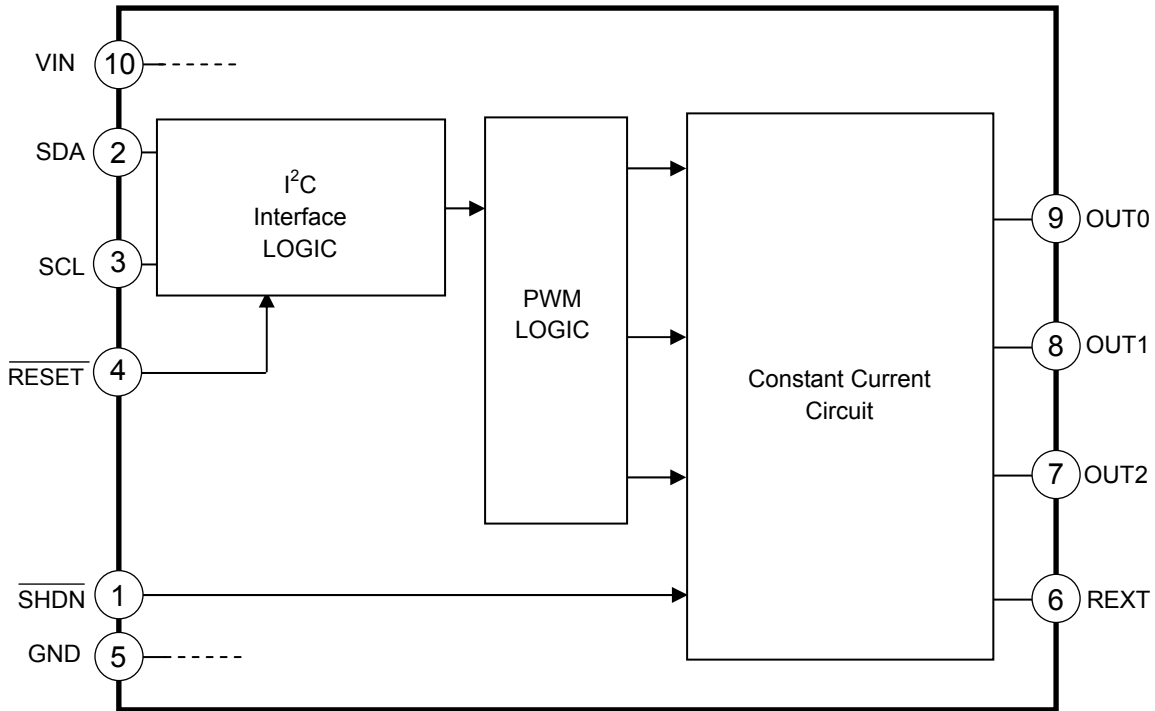 VIN
10
SDA
2
I²C
Interface
LOGIC
SCL
3
RESET
4
PWM
LOGIC
Constant Current
Circuit
9
OUT0
8
OUT1
7
OUT2
SHDN
1
6
REXT
GND
5